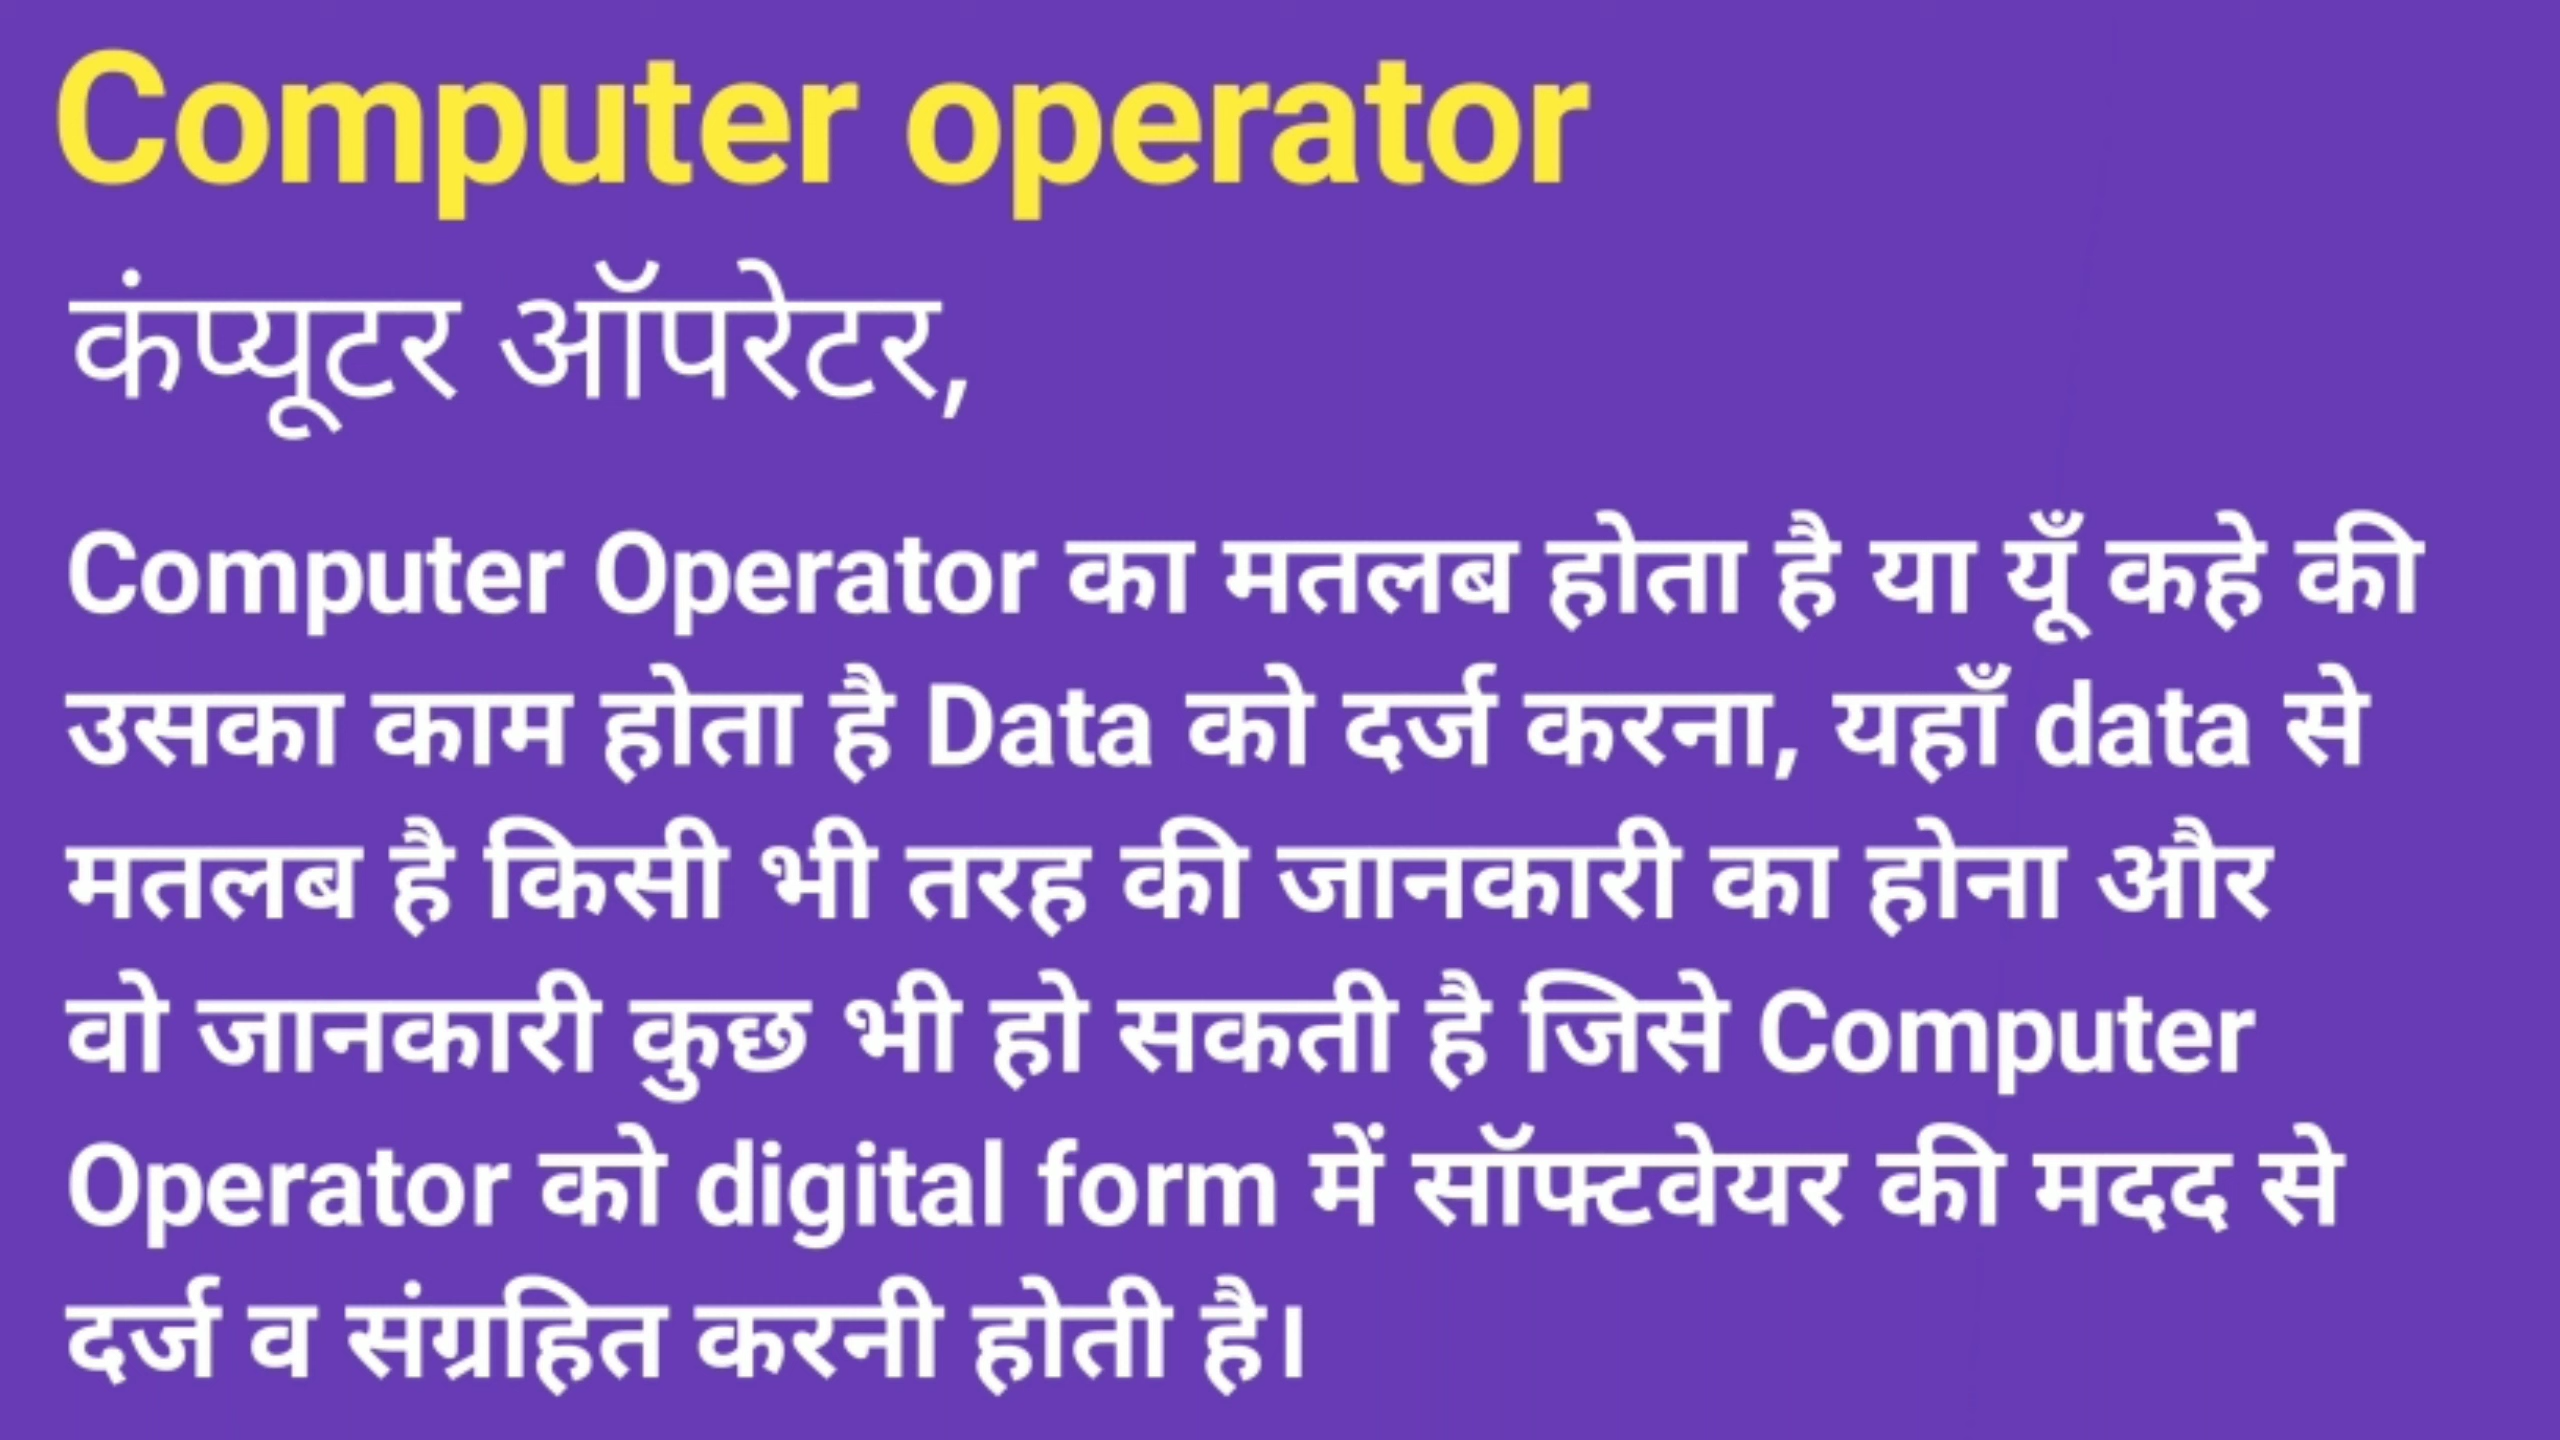 Computer operator
कंप्यूटर ऑपरेटर,
Computer Operator का मतलब होता है या यूँ कहे की
उसका काम होता है Data को दर्ज करना, यहाँ data से
मतलब है किसी भी तरह की जानकारी का होना और
वो जानकारी कुछ भी हो सकती है जिसे Computer
Operator को digital form में सॉफ्टवेयर की मदद से
दर्ज व संग्रहित करनी होती है।